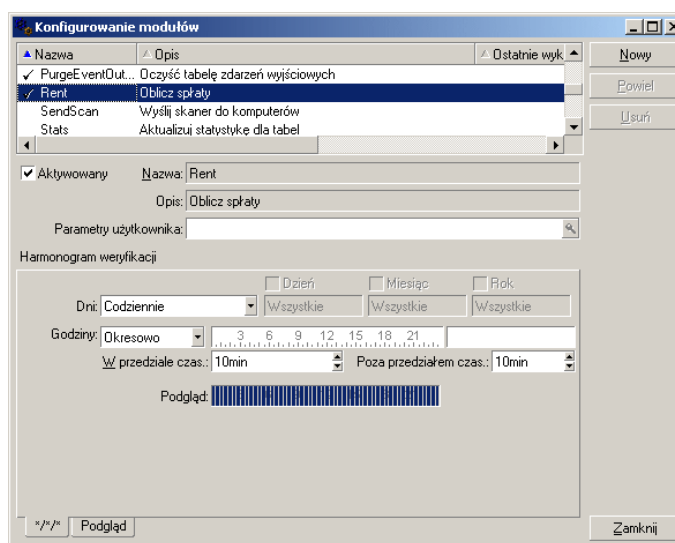 Konfigurowanie modułów
Nazwa Opis Ostatnie wyk
PurgeEventOut... Oczyść tabelę zdarzeń wyjściowych
Rent Oblicz spłaty
SendScan Wyślij skaner do komputerów
Stats Aktualizuj statystykę dla tabel
Nowy
Powiel
Usuń
Aktywowany Nazwa: Rent
Opis: Oblicz spłaty
Parametry użytkownika:
Harmonogram weryfikacji
Dzień Miesiąc Rok
Dni: Codziennie Wszystkie Wszystkie Wszystkie
Godziny: Okresowo 3 6 9 12 15 18 21
W przedziale czas.: 10min Poza przedziałem czas.: 10min
Podgląd:
*/*/* Podgląd
Zamknij